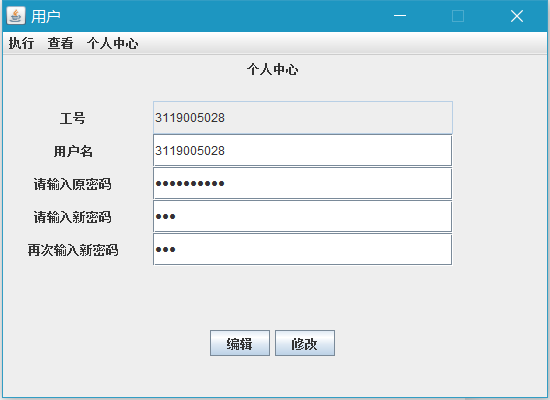 用户
执行 查看 个人中心
个人中心
工号 3119005028
用户名 3119005028
请输入原密码 ●●●●●●●●●●
请输入新密码 ●●●
再次输入新密码 ●●●
编辑 修改